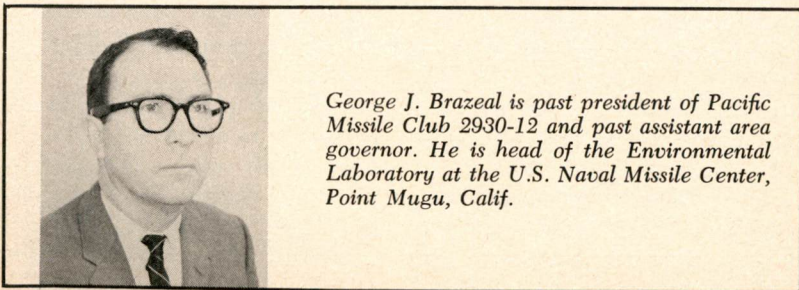 George J. Brazeal is past president of Pacific
Missile Club 2930-12 and past assistant area
governor. He is head of the Environmental
Laboratory at the U.S. Naval Missile Center,
Point Mugu, Calif.